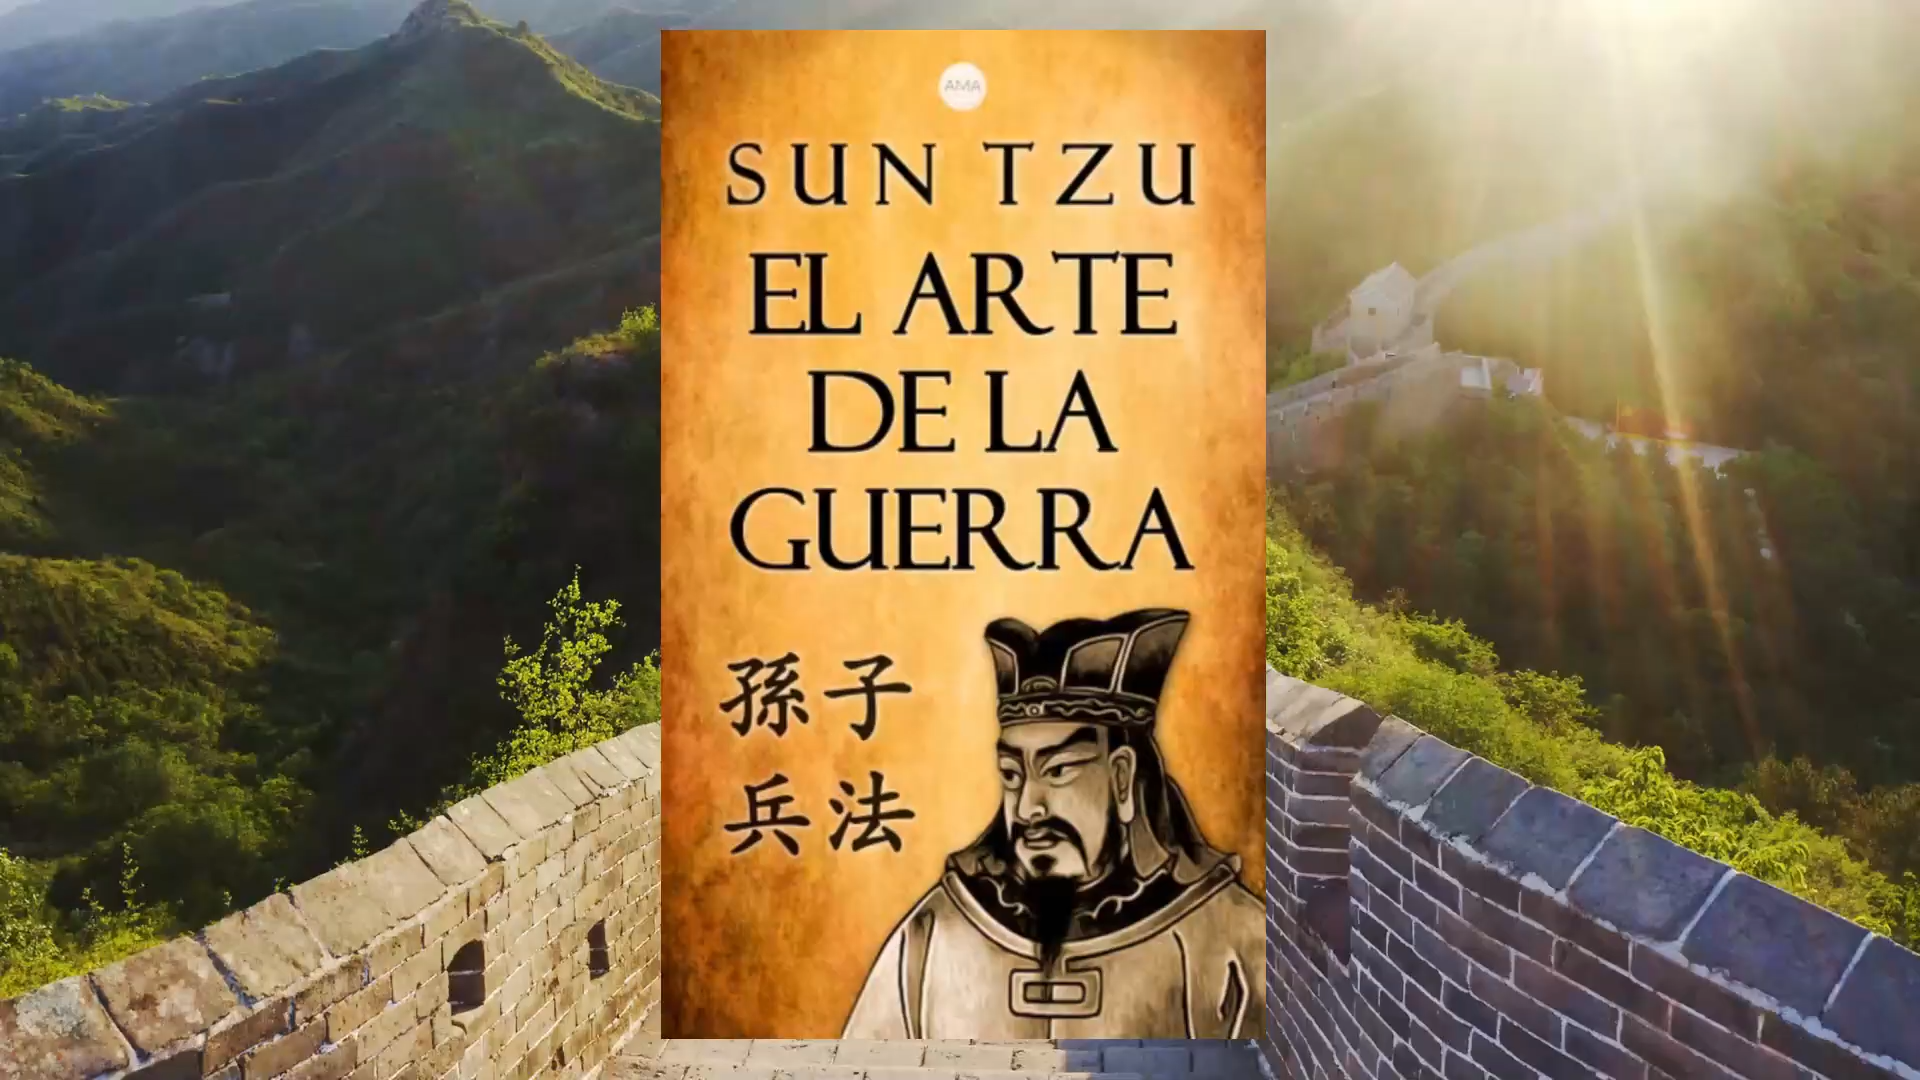 AMA
SUN TZU
EL ARTE
DE LA
GUERRA
孫子
兵法